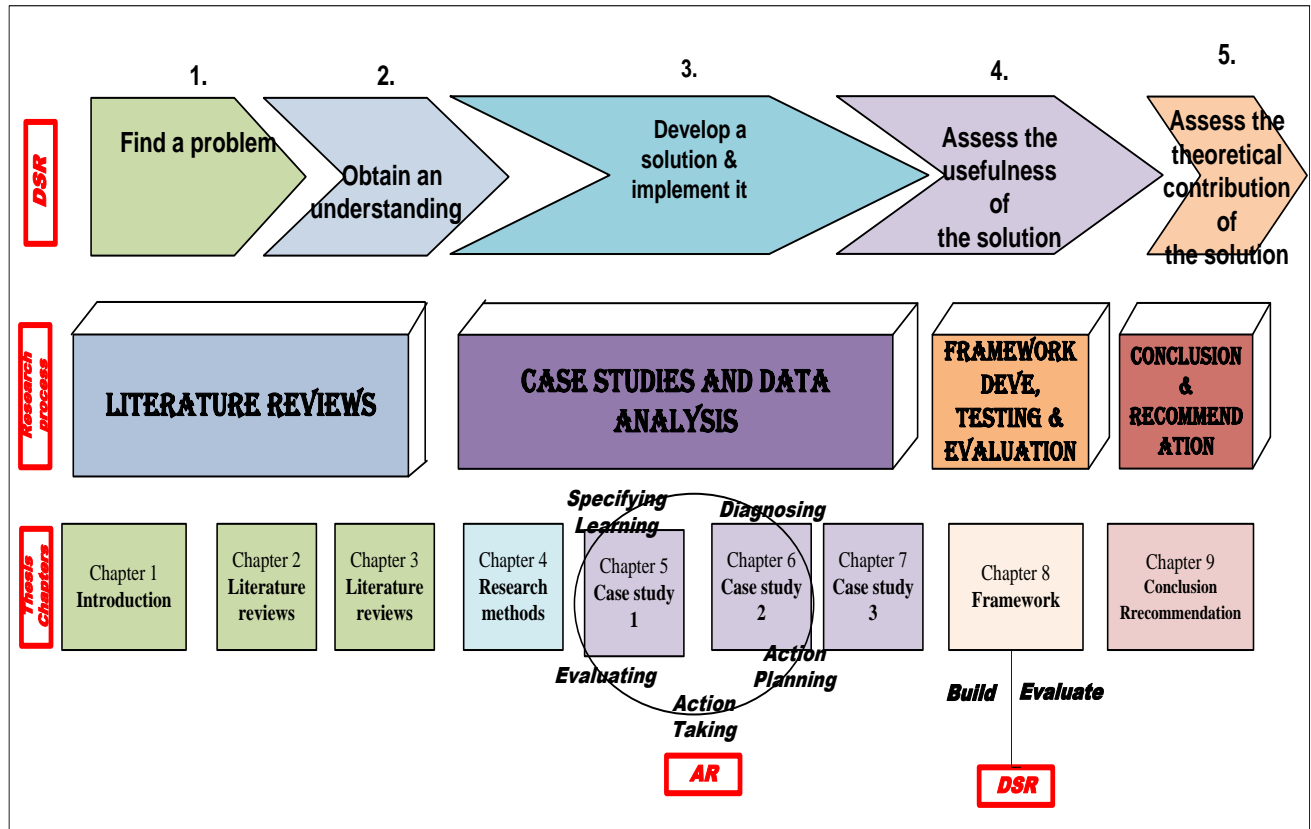 1.
2.
3.
4.
5.
DSR
Find a problem
Obtain an
understanding
Develop a
solution &
implement it
Assess the
usefulness
of
the solution
Assess the
theoretical
contribution
of
the solution
Research
process
LITERATURE REVIEWS
CASE STUDIES AND DATA
ANALYSIS
FRAMEWORK
DEVE,
TESTING &
EVALUATION
CONCLUSION
&
RECOMMEND
ATION
Thesis
Chapters
Chapter 1
Introduction
Chapter 2
Literature
reviews
Chapter 3
Literature
reviews
Chapter 4
Research
methods
Specifying
Learning
Diagnosing
Chapter 5
Case study
1
Chapter 6
Case study
2
Chapter 7
Case study
3
Chapter 8
Framework
Chapter 9
Conclusion
Rrecommendation
Evaluating
Action
Planning
Action
Taking
Build
Evaluate
AR
DSR